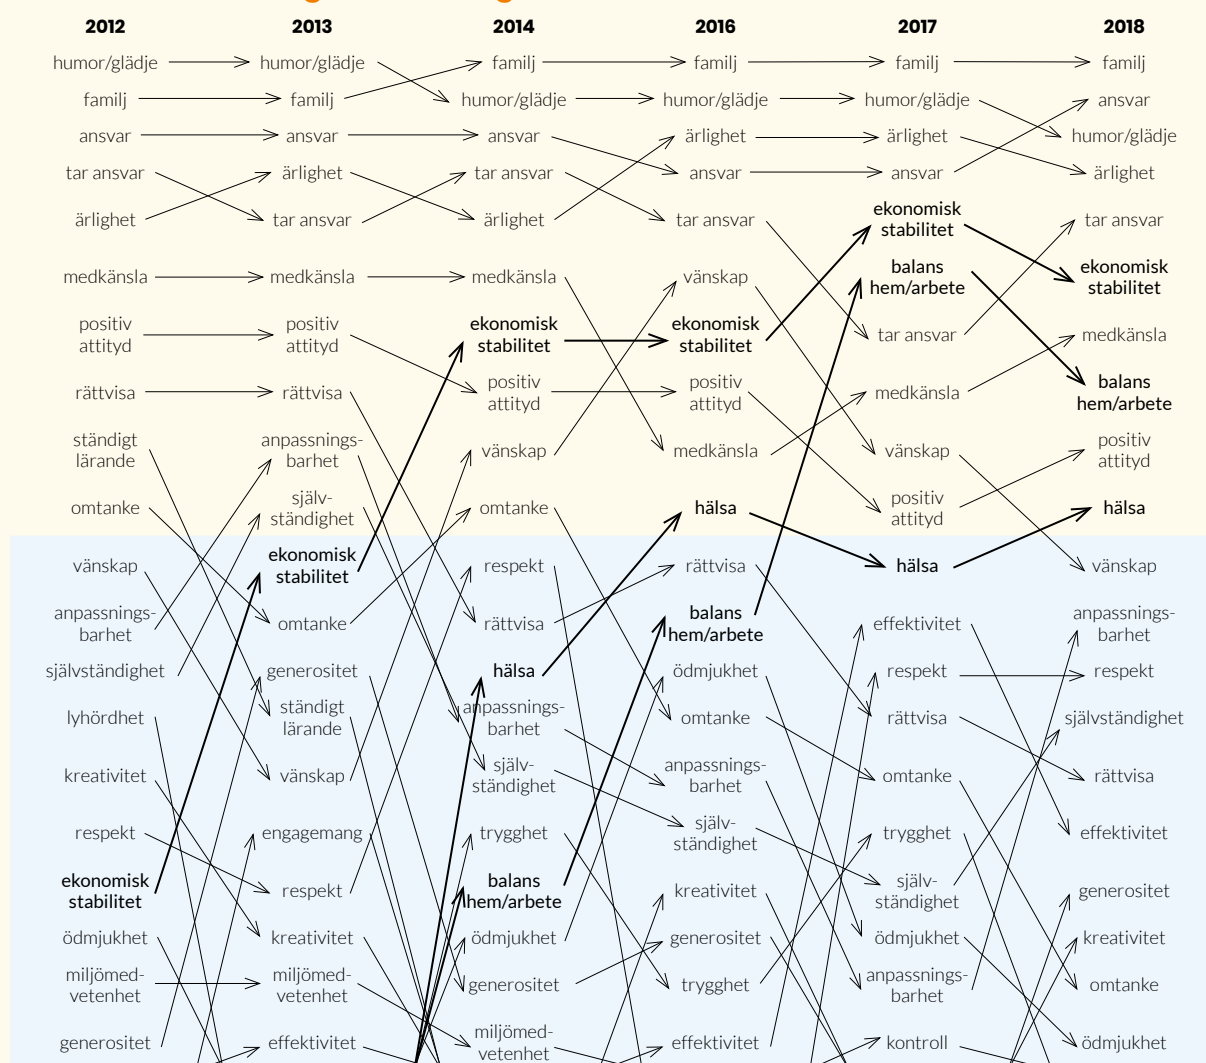 2012
humor/glädje
familj
ansvar
tar ansvar
ärlighet
medkänsla
positiv
attityd
rättvisa
ständigt
lärande
omtanke
vänskap
anpassnings-
barhet
självständighet
lyhördhet
kreativitet
respekt
ekonomisk
stabilitet
ödmjukhet
miljömed-
vetenhet
generositet
2013
humor/glädje
familj
ansvar
ärlighet
tar ansvar
medkänsla
positiv
attityd
rättvisa
anpassnings-
barhet
själv-
ständighet
ekonomisk
stabilitet
omtanke
generositet
ständigt
lärande
vänskap
engagemang
respekt
kreativitet
miljömed-
vetenhet
effektivitet
2014
familj
humor/glädje
ansvar
tar ansvar
ärlighet
medkänsla
ekonomisk
stabilitet
positiv
attityd
vänskap
omtanke
respekt
rättvisa
hälsa
anpassnings-
barhet
själv-
ständighet
trygghet
balans
hem/arbete
ödmjukhet
generositet
miljömed-
vetenhet
2016
familj
humor/glädje
ärlighet
ansvar
tar ansvar
vänskap
ekonomisk
stabilitet
positiv
attityd
medkänsla
hälsa
rättvisa
balans
hem/arbete
ödmjukhet
omtanke
anpassnings-
barhet
själv-
ständighet
kreativitet
generositet
trygghet
effektivitet
2017
familj
humor/glädje
ärlighet
ansvar
ekonomisk
stabilitet
balans
hem/arbete
tar ansvar
medkänsla
vänskap
positiv
attityd
hälsa
effektivitet
respekt
rättvisa
omtanke
trygghet
själv-
ständighet
ödmjukhet
anpassnings-
barhet
kontroll
2018
familj
ansvar
humor/glädje
ärlighet
tar ansvar
ekonomisk
stabilitet
medkänsla
balans
hem/arbete
positiv
attityd
hälsa
vänskap
anpassnings-
barhet
respekt
självständighet
rättvisa
effektivitet
generositet
kreativitet
omtanke
ödmjukhet